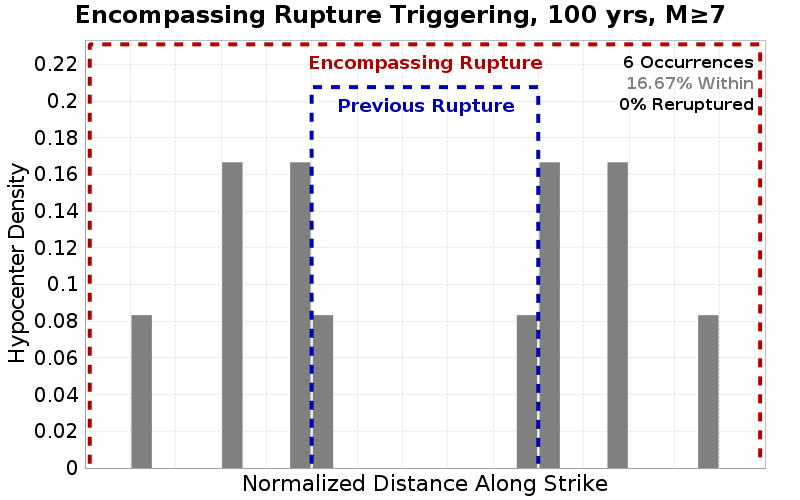 Encompassing Rupture Triggering, 100 yrs, M≥7
Encompassing Rupture
Previous Rupture
6 Occurrences
16.67% Within
0% Reruptured
Hypocenter Density
0.22
0.2
0.18
0.16
0.14
0.12
0.1
0.08
0.06
0.04
0.02
0
Normalized Distance Along Strike